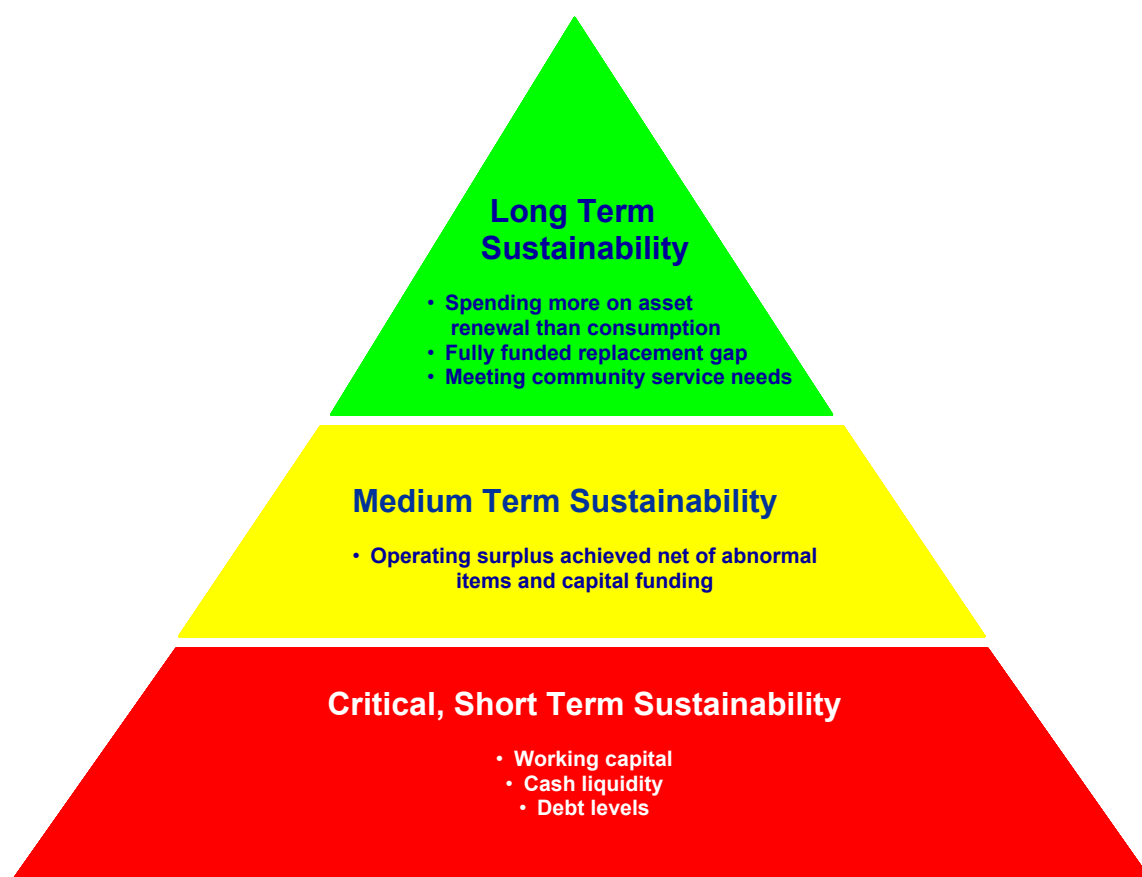 Long Term
Sustainability
• Spending more on asset
renewal than consumption
• Fully funded replacement gap
• Meeting community service needs
Medium Term Sustainability
• Operating surplus achieved net of abnormal
items and capital funding
Critical, Short Term Sustainability
• Working capital
• Cash liquidity
• Debt levels